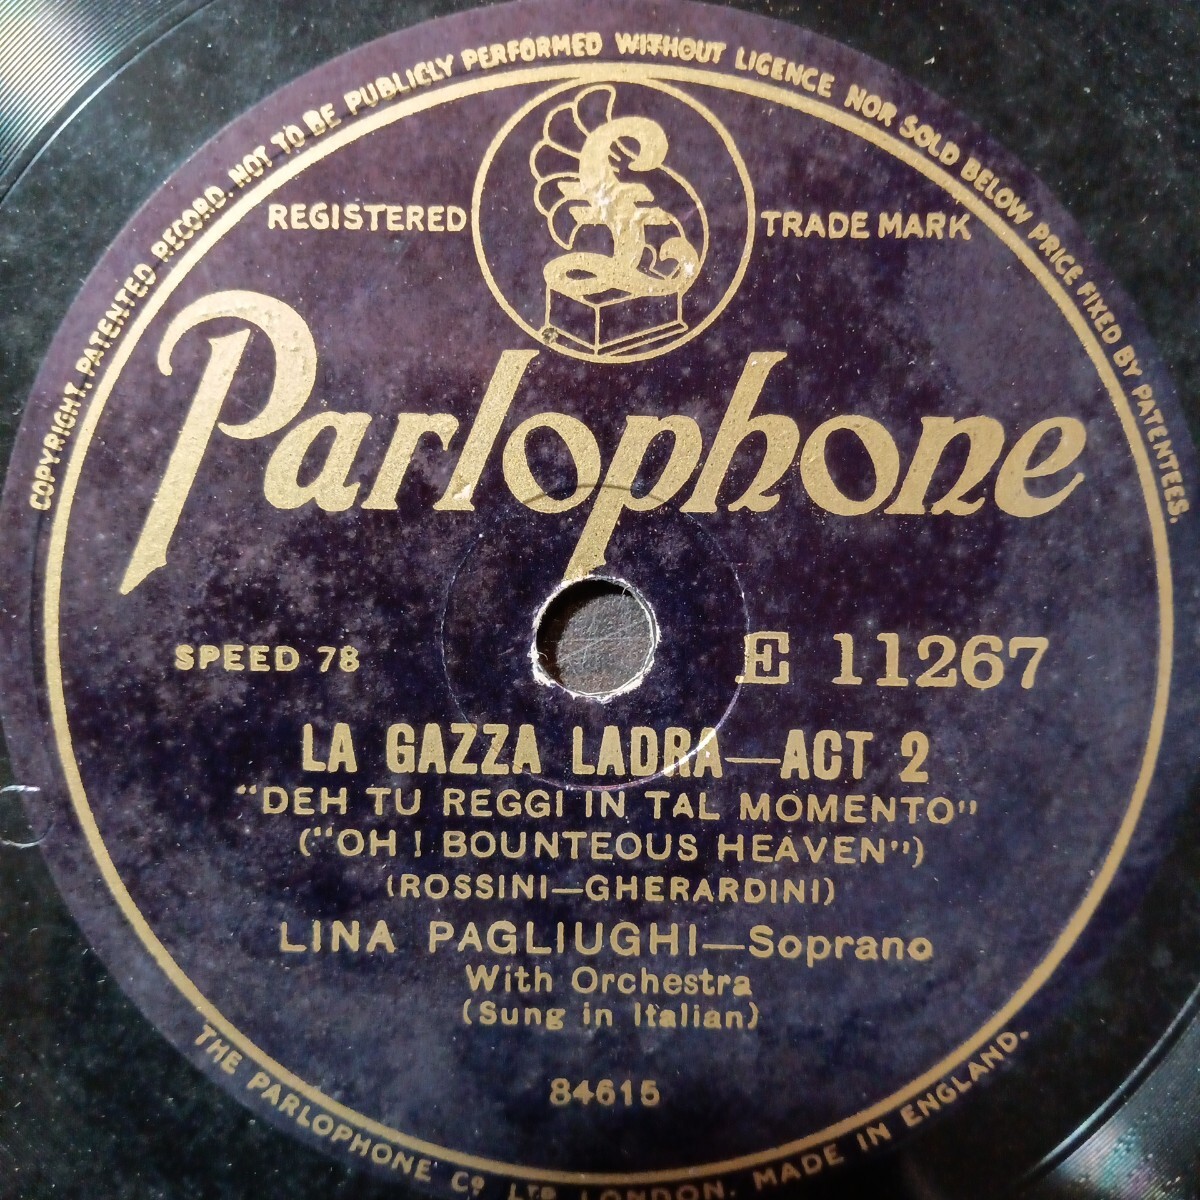 COPYRIGHT. PATENTED RECORD. NOT TO BE PUBLICLY PERFORMED WITHOUT LICENCE NOR SOLD BELOW PRICE FIXED BY PATENTEES.
REGISTERED TRADE MARK
£
Parlophone
SPEED 78
E 11267
LA GAZZA LADRA—ACT 2
"DEH TU REGGI IN TAL MOMENTO"
("OH! BOUNTEOUS HEAVEN")
(ROSSINI—GHERARDINI)
LINA PAGLIUGHI—Soprano
With Orchestra
(Sung in Italian)
84615
THE PARLOPHONE Co LTD LONDON. MADE IN ENGLAND.